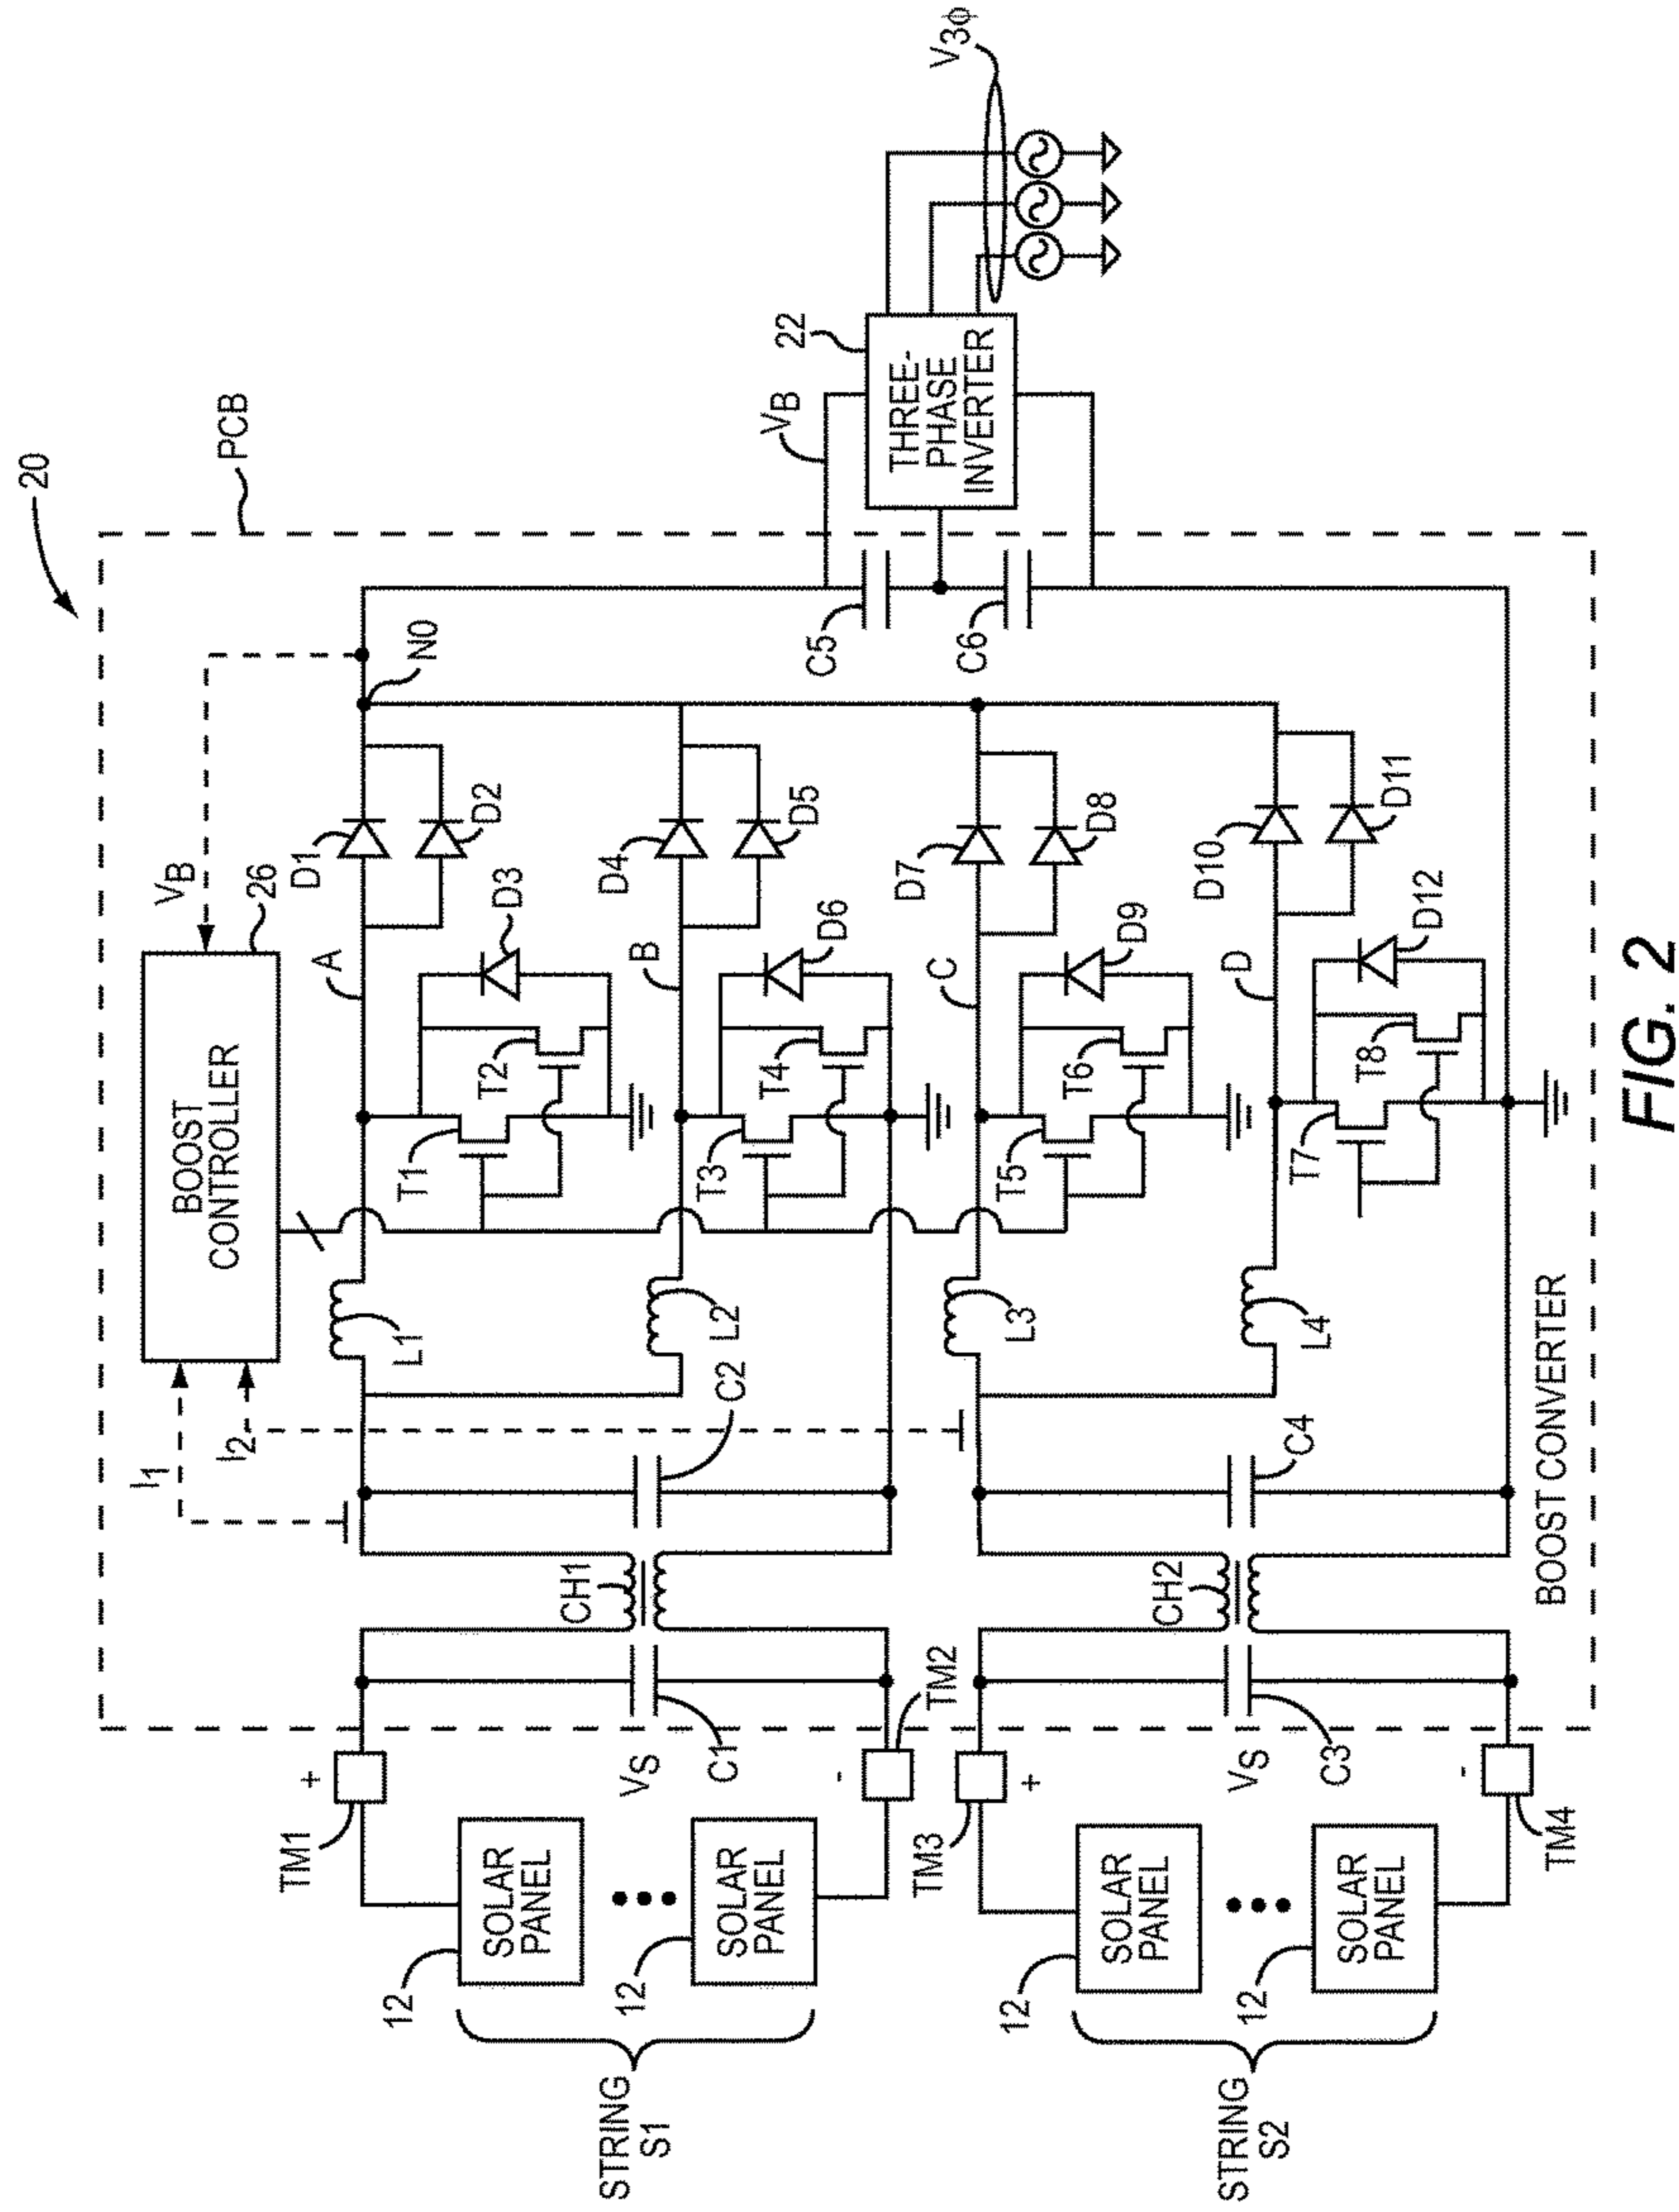 20
PCB
BOOST
CONTROLLER
26
VB
I1
I2
N0
A
D1
D2
D3
L1
T1
T2
B
D4
D5
D6
L2
T3
T4
C2
CH1
C1
TM1
+
VS
-
TM2
12
SOLAR
PANEL
12
SOLAR
PANEL
STRING
S1
C5
C6
VB
22
THREE-
PHASE
INVERTER
V3ϕ
C
D7
D8
D9
L3
T5
T6
D
D10
D11
D12
L4
T7
T8
C4
CH2
C3
TM3
+
VS
-
TM4
12
SOLAR
PANEL
12
SOLAR
PANEL
STRING
S2
BOOST CONVERTER
FIG. 2